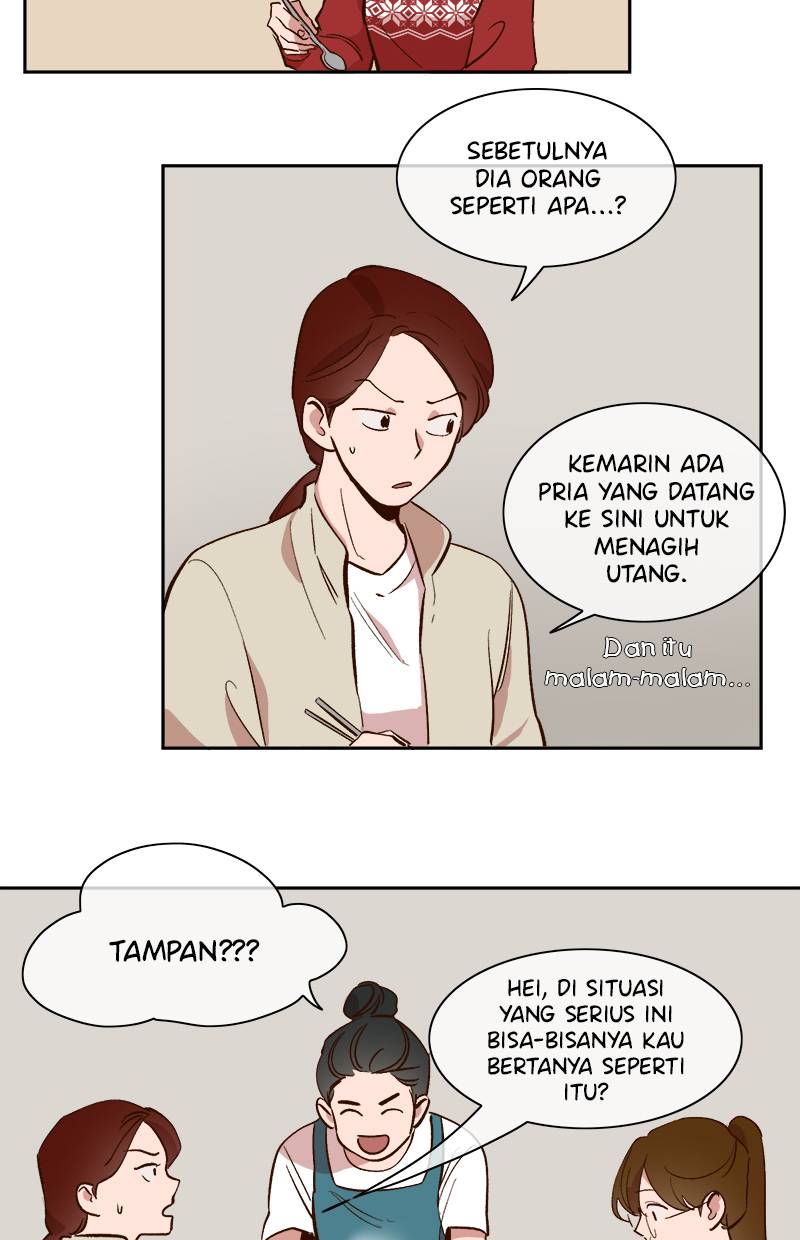 SEBETULNYA
DIA ORANG
SEPERTI APA...?
KEMARIN ADA
PRIA YANG DATANG
KE SINI UNTUK
MENAGIH
UTANG.
Dan itu
malam-malam...
TAMPAN???
HEI, DI SITUASI
YANG SERIUS INI
BISA-BISANYA KAU
BERTANYA SEPERTI
ITU?